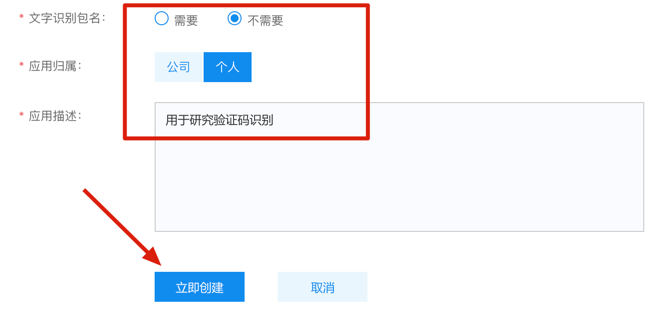 * 文字识别包名： 需要 不需要
* 应用归属： 公司 个人
* 应用描述： 用于研究验证码识别
立即创建 取消